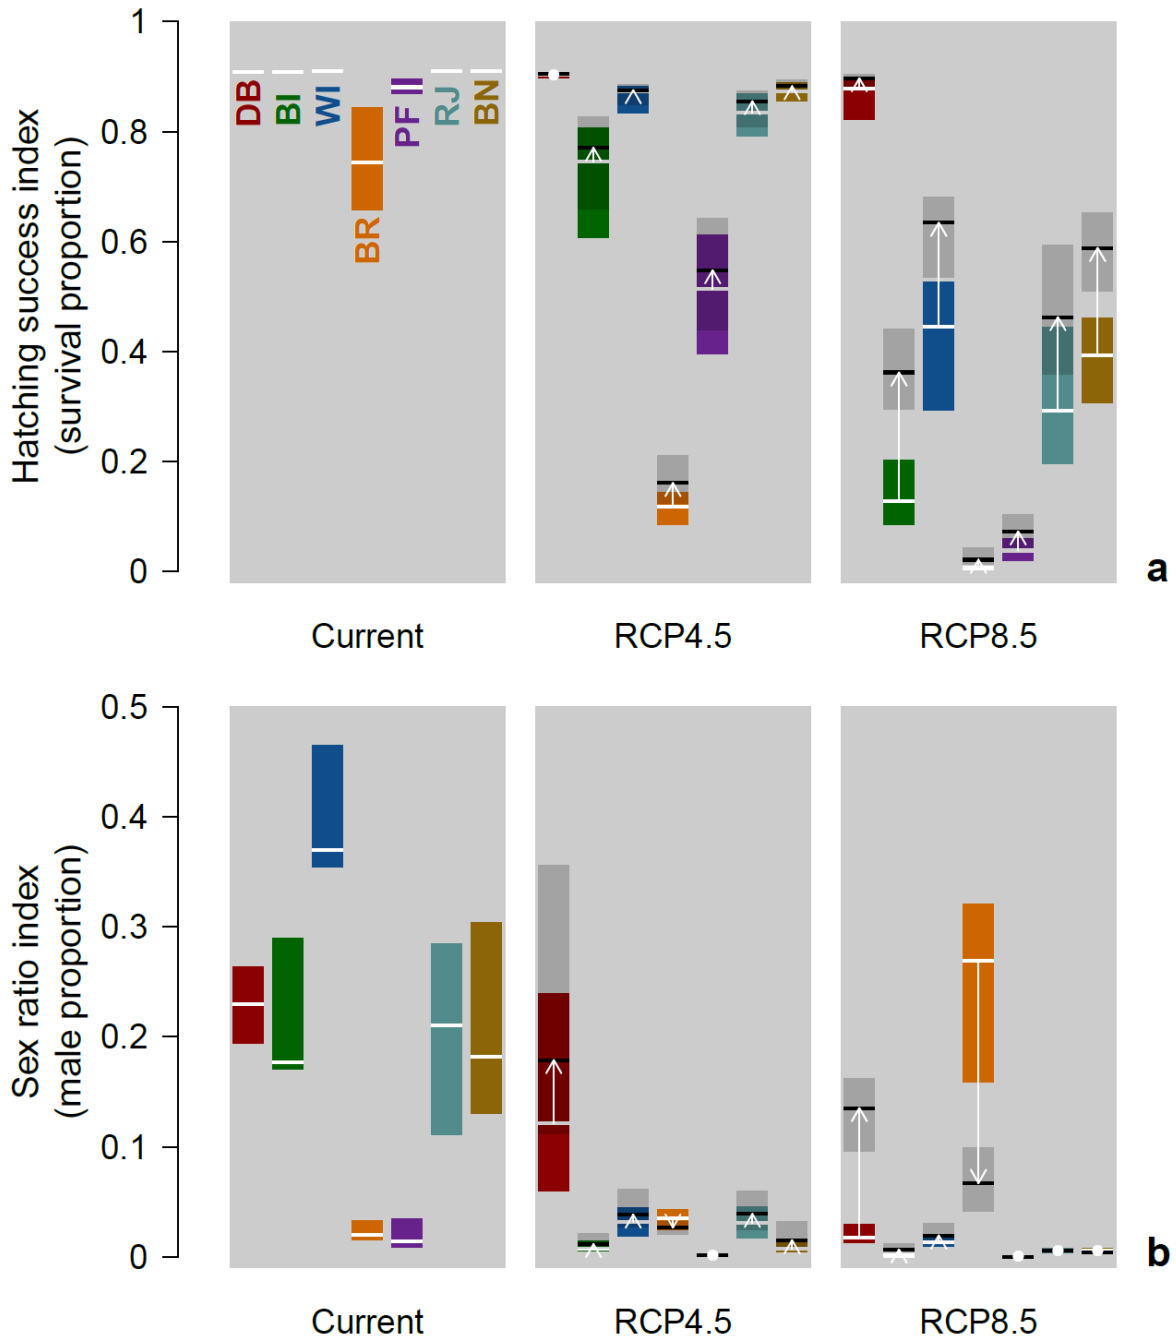 Hatching success index
(survival proportion)
1
0.8
0.6
0.4
0.2
0
DB
BI
WI
BR
PF
RJ
BN
Current
RCP4.5
RCP8.5
a
Sex ratio index
(male proportion)
0.5
0.4
0.3
0.2
0.1
0
Current
RCP4.5
RCP8.5
b